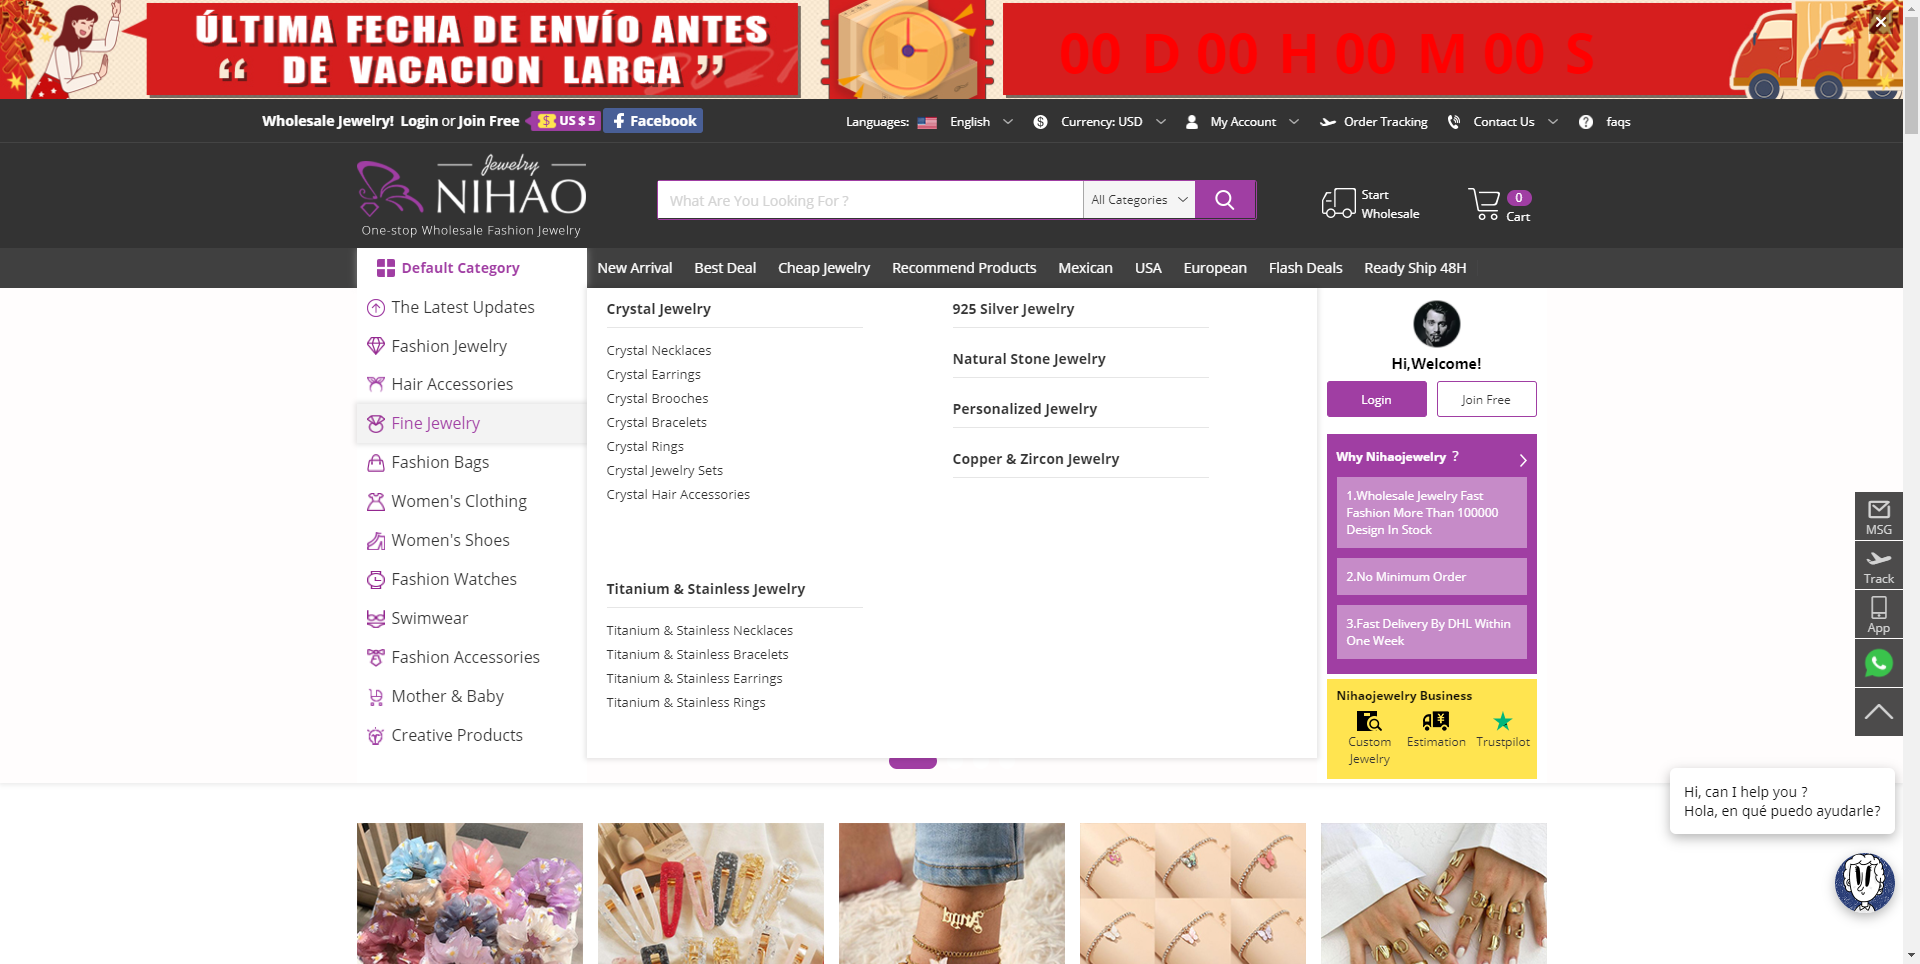 ÚLTIMA FECHA DE ENVÍO ANTES
“ DE VACACION LARGA ”
00 D 00 H 00 M 00 S
Wholesale Jewelry! Login or Join Free US $ 5 Facebook
Languages: English Currency: USD My Account Order Tracking Contact Us faqs
Jewelry
NIHAO
One-stop Wholesale Fashion Jewelry
What Are You Looking For ?
All Categories
Start
Wholesale
0
Cart
Default Category
New Arrival Best Deal Cheap Jewelry Recommend Products Mexican USA European Flash Deals Ready Ship 48H
The Latest Updates
Fashion Jewelry
Hair Accessories
Fine Jewelry
Fashion Bags
Women's Clothing
Women's Shoes
Fashion Watches
Swimwear
Fashion Accessories
Mother & Baby
Creative Products
Crystal Jewelry
Crystal Necklaces
Crystal Earrings
Crystal Brooches
Crystal Bracelets
Crystal Rings
Crystal Jewelry Sets
Crystal Hair Accessories
Titanium & Stainless Jewelry
Titanium & Stainless Necklaces
Titanium & Stainless Bracelets
Titanium & Stainless Earrings
Titanium & Stainless Rings
925 Silver Jewelry
Natural Stone Jewelry
Personalized Jewelry
Copper & Zircon Jewelry
Hi,Welcome!
Login
Join Free
Why Nihaojewelry ?
1.Wholesale Jewelry Fast
Fashion More Than 100000
Design In Stock
2.No Minimum Order
3.Fast Delivery By DHL Within
One Week
Nihaojewelry Business
Custom
Jewelry
Estimation
Trustpilot
MSG
Track
App
Hi, can I help you ?
Hola, en qué puedo ayudarle?